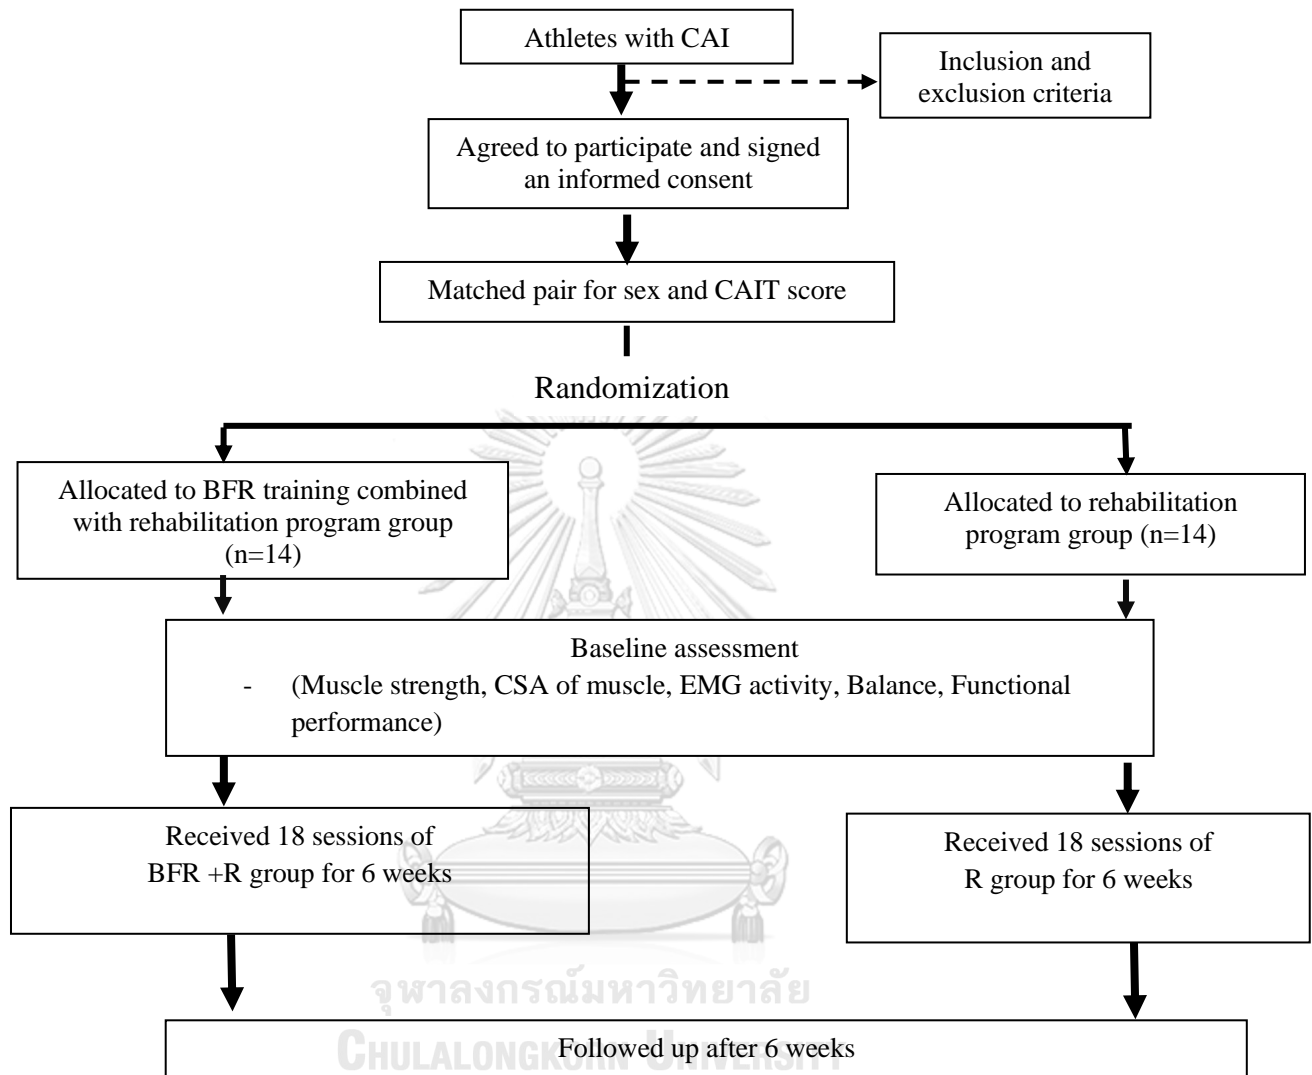 Athletes with CAI
Inclusion and
exclusion criteria
Agreed to participate and signed
an informed consent
Matched pair for sex and CAIT score
Randomization
Allocated to BFR training combined
with rehabilitation program group
(n=14)
Allocated to rehabilitation
program group (n=14)
Baseline assessment
- (Muscle strength, CSA of muscle, EMG activity, Balance, Functional
performance)
Received 18 sessions of
BFR +R group for 6 weeks
Received 18 sessions of
R group for 6 weeks
จุฬาลงกรณ์มหาวิทยาลัย
CHULALONGKORN UNIVERSITY
Followed up after 6 weeks